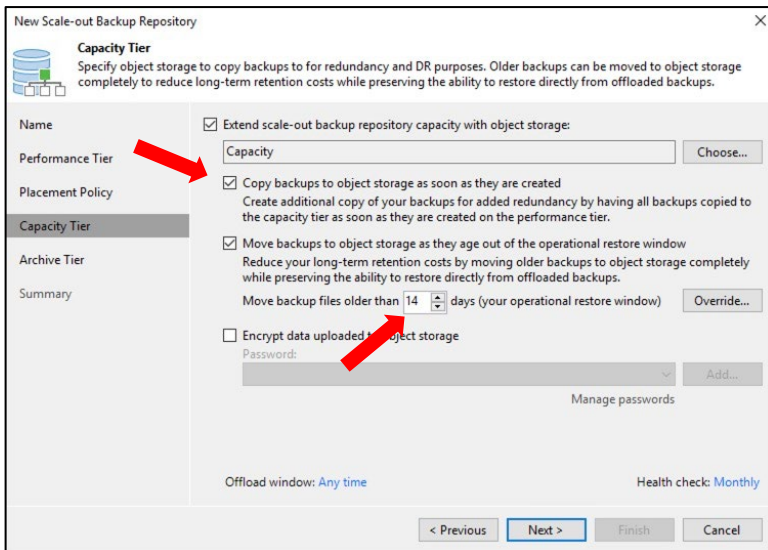 New Scale-out Backup Repository
Capacity Tier
Specify object storage to copy backups to for redundancy and DR purposes. Older backups can be moved to object storage
completely to reduce long-term retention costs while preserving the ability to restore directly from offloaded backups.
Name
Performance Tier
Placement Policy
Capacity Tier
Archive Tier
Summary
Extend scale-out backup repository capacity with object storage:
Capacity
Choose...
Copy backups to object storage as soon as they are created
Create additional copy of your backups for added redundancy by having all backups copied to
the capacity tier as soon as they are created on the performance tier.
Move backups to object storage as they age out of the operational restore window
Reduce your long-term retention costs by moving older backups to object storage completely
while preserving the ability to restore directly from offloaded backups.
Move backup files older than 14 days (your operational restore window) Override...
Encrypt data uploaded object storage
Password:
Add...
Manage passwords
Offload window: Any time
Health check: Monthly
< Previous
Next >
Finish
Cancel